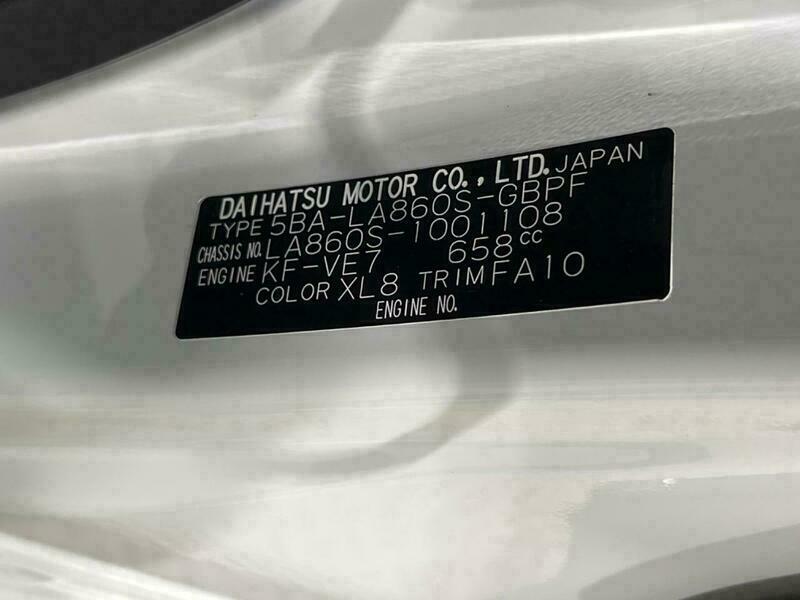 DAIHATSU MOTOR CO., LTD. JAPAN
TYPE 5BA-LA860S-GBPF
CHASSIS NO. LA860S-1001108
ENGINE KF-VE7 658cc
COLOR XL8 TRIM FA10
ENGINE NO.